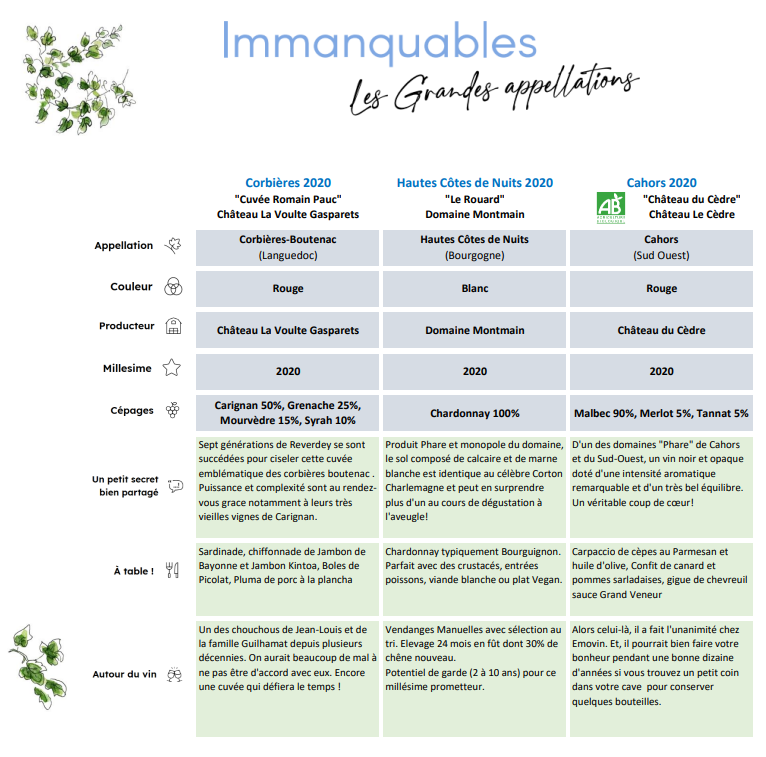 Immanquables
Les Grandes appellations
Corbières 2020
"Cuvée Romain Pauc"
Château La Voulte Gasparets
Hautes Côtes de Nuits 2020
"Le Rouard"
Domaine Montmain
Cahors 2020
AB
"Château du Cèdre"
Château Le Cèdre
Appellation
Corbières-Boutenac
(Languedoc)
Hautes Côtes de Nuits
(Bourgogne)
Cahors
(Sud Ouest)
Couleur
Rouge
Blanc
Rouge
Producteur
Château La Voulte Gasparets
Domaine Montmain
Château du Cèdre
Millesime
2020
2020
2020
Cépages
Carignan 50%, Grenache 25%,
Mourvèdre 15%, Syrah 10%
Chardonnay 100%
Malbec 90%, Merlot 5%, Tannat 5%
Un petit secret
bien partagé
Sept générations de Reverdey se sont
succédées pour ciseler cette cuvée
emblématique des corbières boutenac .
Puissance et complexité sont au rendez-
vous grace notamment à leurs très
vieilles vignes de Carignan.
Produit Phare et monopole du domaine,
le sol composé de calcaire et de marne
blanche est identique au célèbre Corton
Charlemagne et peut en surprendre
plus d'un au cours de dégustation à
l'aveugle!
D'un des domaines "Phare" de Cahors
et du Sud-Ouest, un vin noir et opaque
doté d'une intensité aromatique
remarquable et d'un très bel équilibre.
Un véritable coup de cœur!
À table !
Sardinade, chiffonnade de Jambon de
Bayonne et Jambon Kintoa, Boles de
Picolat, Pluma de porc à la plancha
Chardonnay typiquement Bourguignon.
Parfait avec des crustacés, entrées
poissons, viande blanche ou plat Vegan.
Carpaccio de cèpes au Parmesan et
huile d'olive, Confit de canard et
pommes sarladaises, gigue de chevreuil
sauce Grand Veneur
Autour du vin
Un des chouchous de Jean-Louis et de
la famille Guilhamat depuis plusieurs
décennies. On aurait beaucoup de mal à
ne pas être d'accord avec eux. Encore
une cuvée qui défiera le temps !
Vendanges Manuelles avec sélection au
tri. Elevage 24 mois en fût dont 30% de
chêne nouveau.
Potentiel de garde (2 à 10 ans) pour ce
millésime prometteur.
Alors celui-là, il a fait l'unanimité chez
Emovin. Et, il pourrait bien faire votre
bonheur pendant une bonne dizaine
d'années si vous trouvez un petit coin
dans votre cave pour conserver
quelques bouteilles.